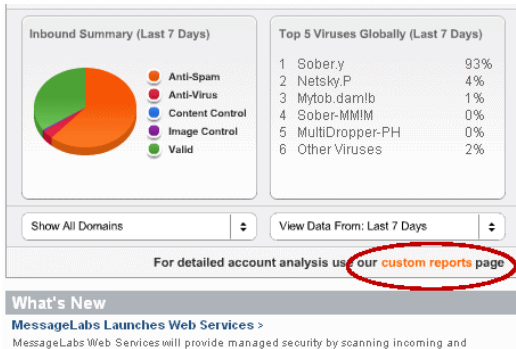 Inbound Summary (Last 7 Days)
Anti-Spam
Anti-Virus
Content Control
Image Control
Valid
Top 5 Viruses Globally (Last 7 Days)
1 Sober.y 93%
2 Netsky.P 4%
3 Mytob.dam!b 1%
4 Sober-MM!M 0%
5 MultiDropper-PH 0%
6 Other Viruses 2%
Show All Domains
View Data From: Last 7 Days
For detailed account analysis use our custom reports page
What's New
MessageLabs Launches Web Services >
MessageLabs Web Services will provide managed security by scanning incoming and